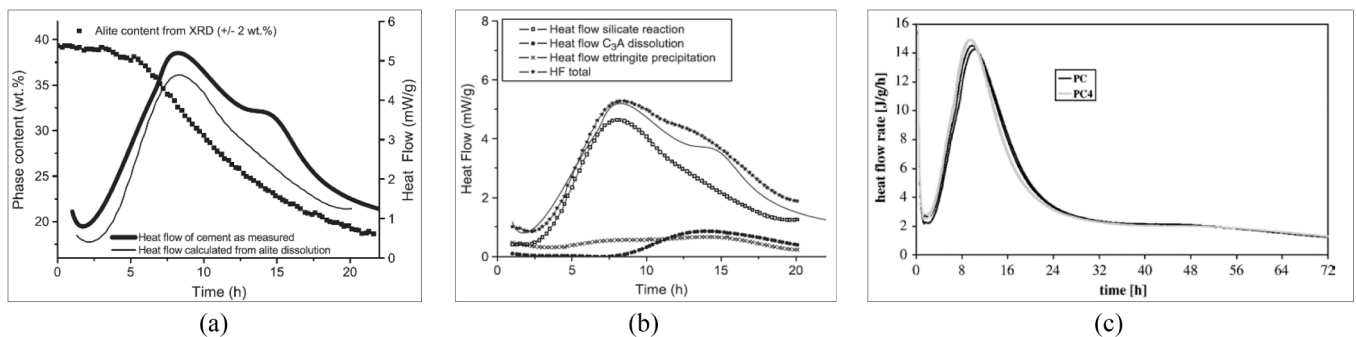 Alite content from XRD (+/- 2 wt.%)
Phase content (wt.%)
40
35
30
25
20
6
5
4
3
2
1
0
Heat Flow (mW/g)
Heat flow of cement as measured
Heat flow calculated from alite dissolution
0 5 10 15 20
Time (h)
(a)
Heat flow silicate reaction
Heat flow C₃A dissolution
Heat flow ettringite precipitation
HF total
Heat Flow (mW/g)
8
6
4
2
0
0 5 10 15 20
Time (h)
(b)
heat flow rate [J/g/h]
16
14
12
10
8
6
4
2
0
PC
PC4
0 8 16 24 32 40 48 56 64 72
time [h]
(c)